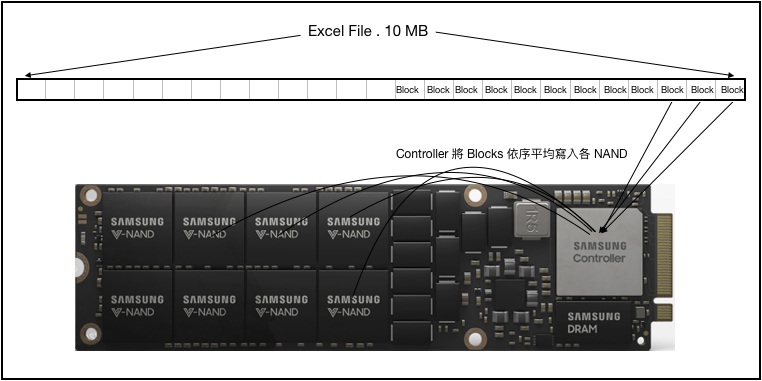 Excel File . 10 MB
Block Block Block Block Block Block Block Block Block Block Block Block
Controller 將 Blocks 依序平均寫入各 NAND
SAMSUNG SAMSUNG SAMSUNG SAMSUNG
V-NAND V-NAND V-NAND V-NAND
1R5
SAMSUNG
Controller
SAMSUNG SAMSUNG SAMSUNG SAMSUNG
V-NAND V-NAND V-NAND V-NAND
SAMSUNG
DRAM